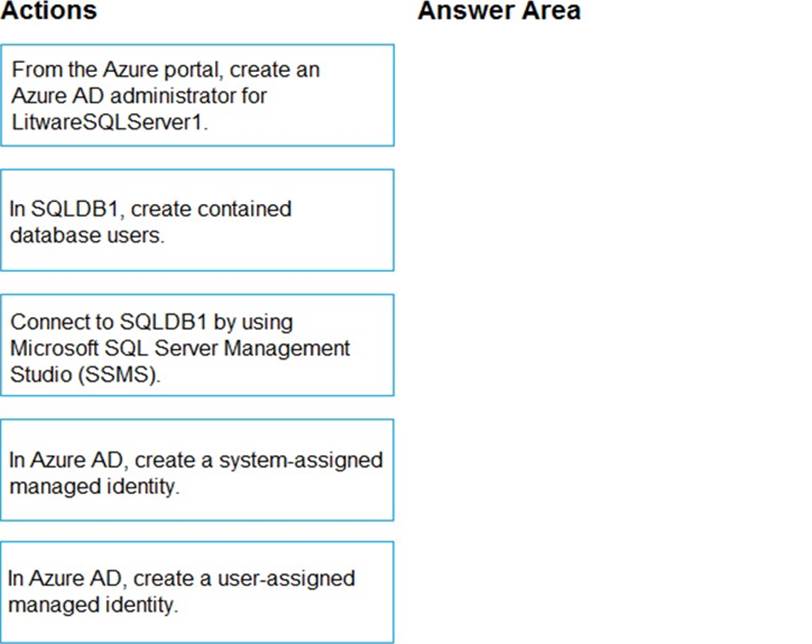 Actions
Answer Area
From the Azure portal, create an
Azure AD administrator for
LitwareSQLServer1.
In SQLDB1, create contained
database users.
Connect to SQLDB1 by using
Microsoft SQL Server Management
Studio (SSMS).
In Azure AD, create a system-assigned
managed identity.
In Azure AD, create a user-assigned
managed identity.